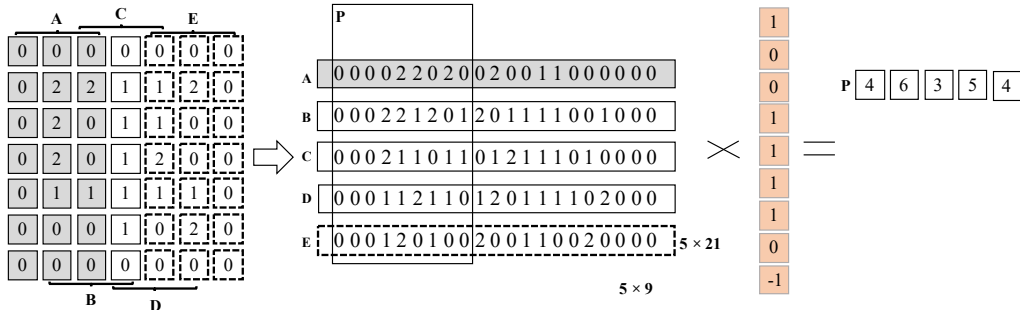 A C E
0 0 0 0 0 0 0
0 2 2 1 1 2 0
0 2 0 1 1 0 0
0 2 0 1 2 0 0
0 1 1 1 1 1 0
0 0 0 1 0 2 0
0 0 0 0 0 0 0
B D
P
A 0 0 0 0 2 2 0 2 0 0 2 0 0 1 1 0 0 0 0 0 0
B 0 0 0 2 2 1 2 0 1 2 0 1 1 1 1 0 0 1 0 0 0
C 0 0 0 2 1 1 0 1 1 0 1 2 1 1 1 0 1 0 0 0 0
D 0 0 0 1 1 2 1 1 0 1 2 0 1 1 1 1 0 2 0 0 0
E 0 0 0 1 2 0 1 0 0 2 0 0 1 1 0 0 2 0 0 0 0
5 × 21
5 × 9
×
1
0
0
1
1
1
1
0
-1
=
P 4 6 3 5 4